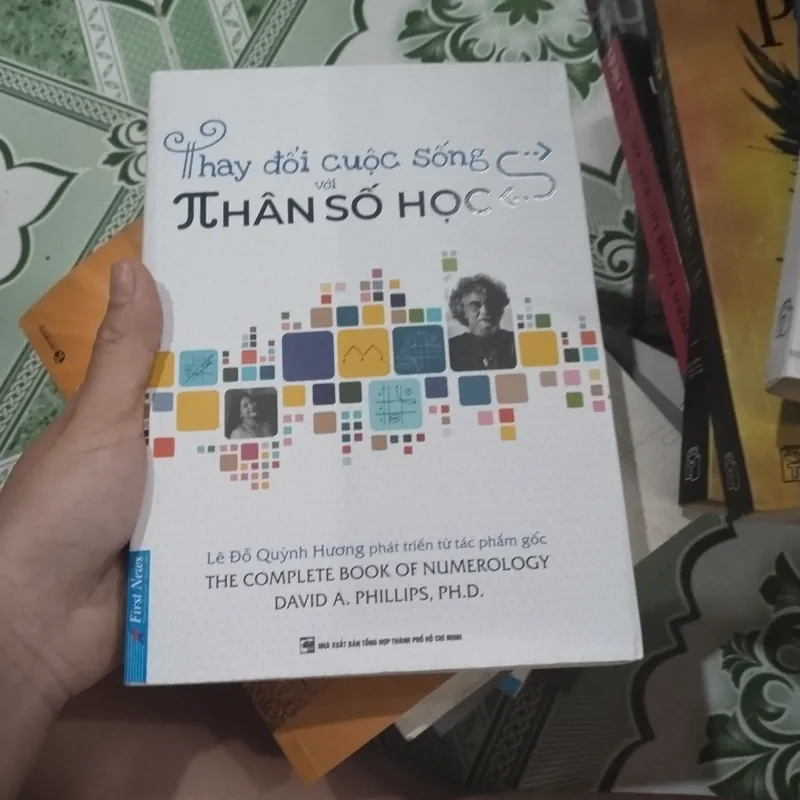 Thay đổi cuộc sống
với
πHÂN SỐ HỌC
Lê Đỗ Quỳnh Hương phát triển từ tác phẩm gốc
THE COMPLETE BOOK OF NUMEROLOGY
DAVID A. PHILLIPS, PH.D.
First News
NHÀ XUẤT BẢN TỔNG HỢP THÀNH PHỐ HỒ CHÍ MINH